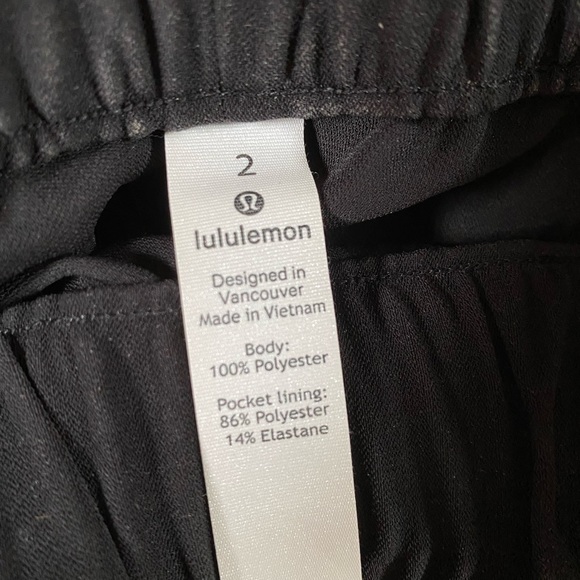 2
lululemon
Designed in
Vancouver
Made in Vietnam
Body:
100% Polyester
Pocket lining:
86% Polyester
14% Elastane